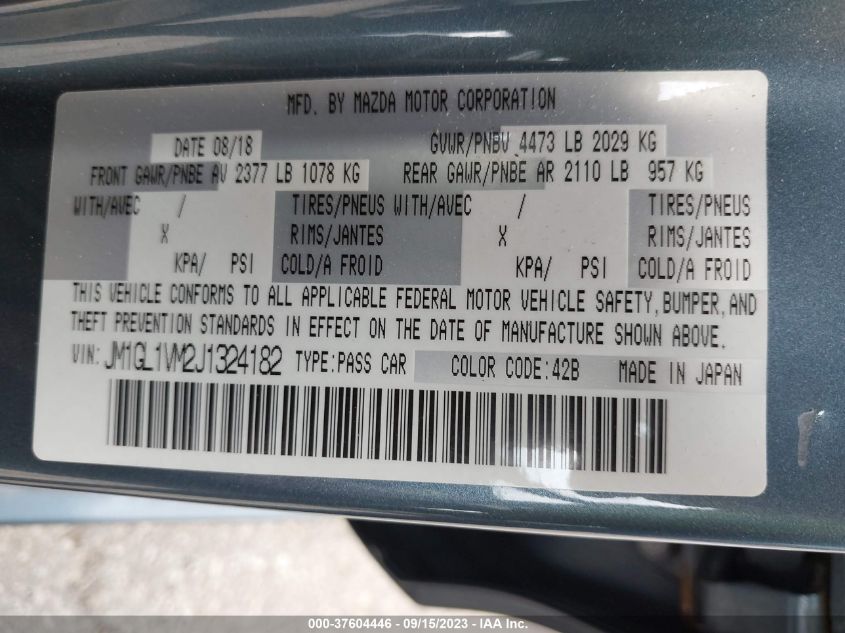 MFD. BY MAZDA MOTOR CORPORATION
DATE 08/18 GVWR/PNBV 4473 LB 2029 KG
FRONT GAWR/PNBE AV 2377 LB 1078 KG REAR GAWR/PNBE AR 2110 LB 957 KG
WITH/AVEC / TIRES/PNEUS WITH/AVEC / TIRES/PNEUS
X RIMS/JANTES X RIMS/JANTES
KPA/ PSI COLD/A FROID KPA/ PSI COLD/A FROID
THIS VEHICLE CONFORMS TO ALL APPLICABLE FEDERAL MOTOR VEHICLE SAFETY, BUMPER, AND
THEFT PREVENTION STANDARDS IN EFFECT ON THE DATE OF MANUFACTURE SHOWN ABOVE.
VIN: JM1GL1VM2J1324182 TYPE: PASS CAR COLOR CODE: 42B MADE IN JAPAN
000-37604446 - 09/15/2023 - IAA Inc.